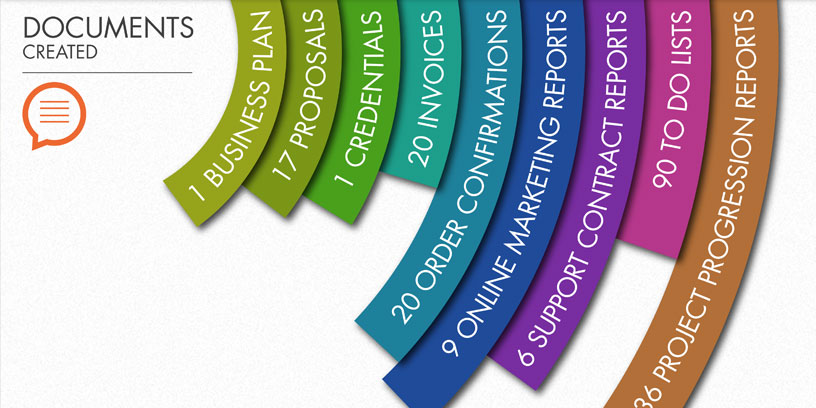 DOCUMENTS
CREATED
1 BUSINESS PLAN
17 PROPOSALS
1 CREDENTIALS
20 INVOICES
20 ORDER CONFIRMATIONS
9 ONLINE MARKETING REPORTS
6 SUPPORT CONTRACT REPORTS
90 TO DO LISTS
36 PROJECT PROGRESSION REPORTS